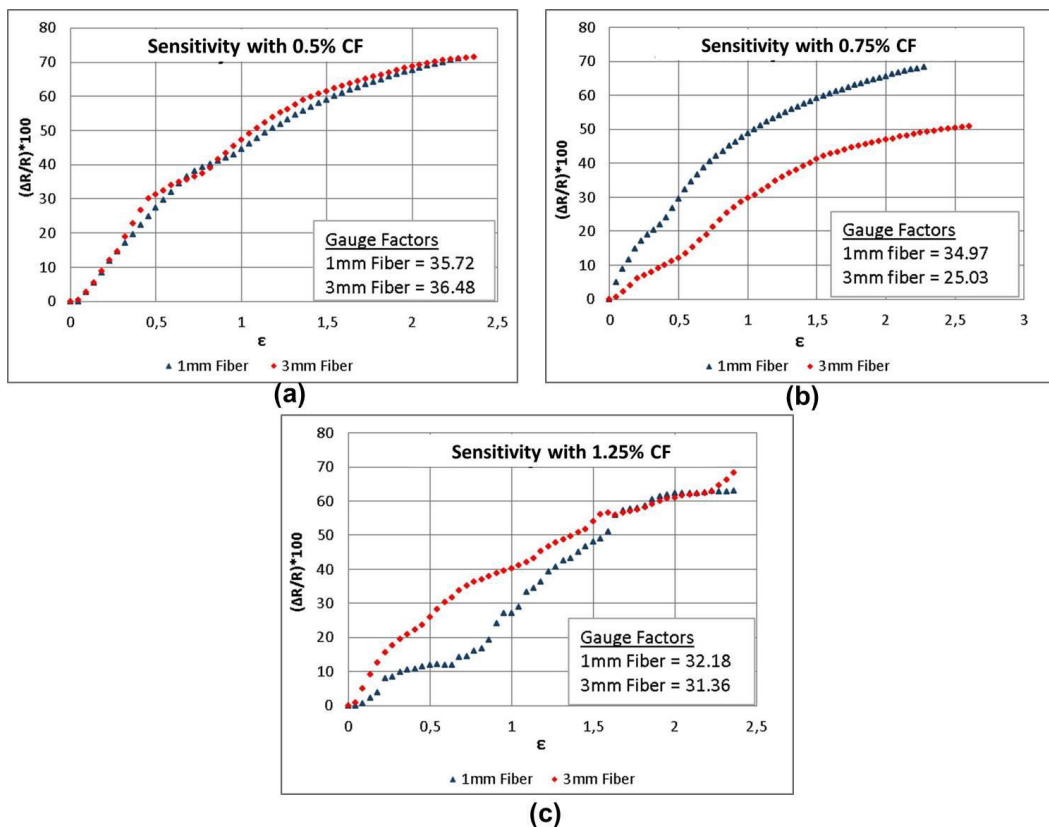 Sensitivity with 0.5% CF
80
70
60
50
40
30
20
10
0
(ΔR/R)*100
0
0,5
1
1,5
2
2,5
ε
Gauge Factors
1mm Fiber = 35.72
3mm Fiber = 36.48
1mm Fiber
3mm Fiber
(a)
Sensitivity with 0.75% CF
80
70
60
50
40
30
20
10
0
(ΔR/R)*100
0
0,5
1
1,5
2
2,5
3
ε
Gauge Factors
1mm Fiber = 34.97
3mm fiber = 25.03
1mm Fiber
3mm Fiber
(b)
Sensitivity with 1.25% CF
80
70
60
50
40
30
20
10
0
(ΔR/R)*100
0
0,5
1
1,5
2
2,5
ε
Gauge Factors
1mm Fiber = 32.18
3mm Fiber = 31.36
1mm Fiber
3mm Fiber
(c)